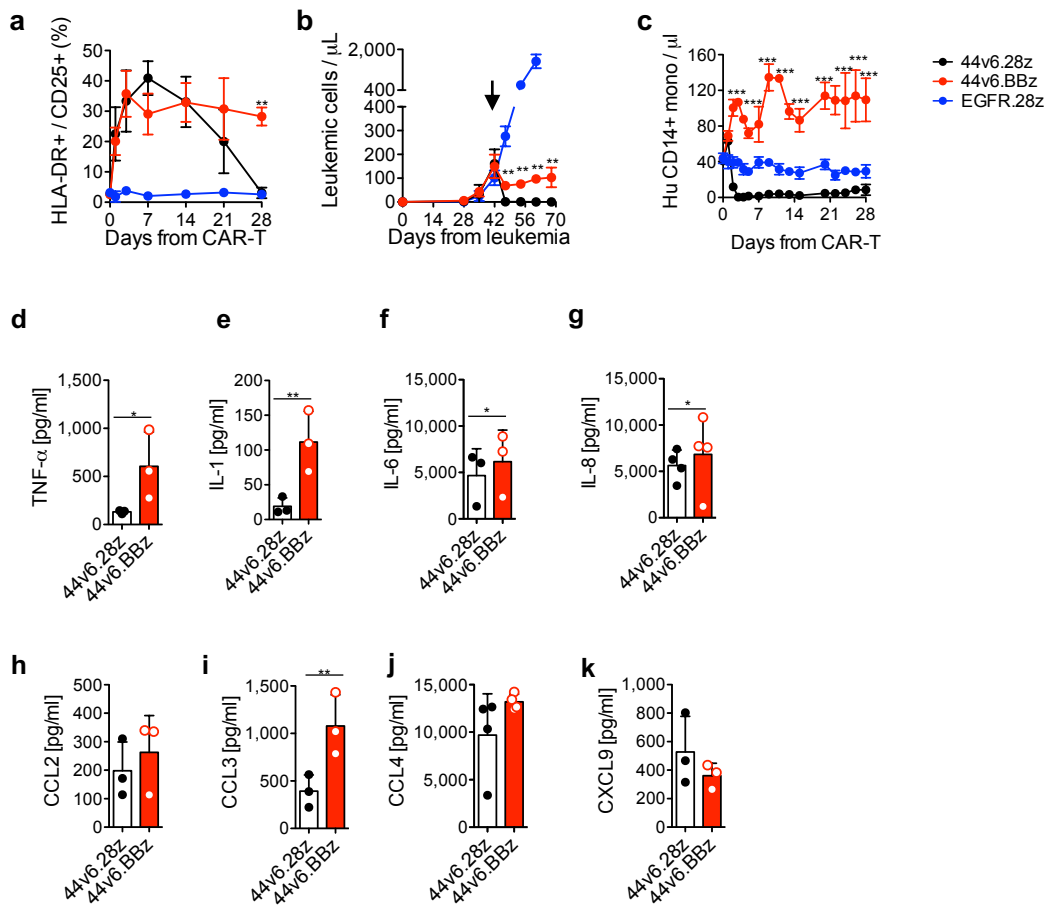 a
HLA-DR+ / CD25+ (%)
50
40
30
20
10
0
**
0 7 14 21 28
Days from CAR-T
b
Leukemic cells / µL
2,000
400
400
300
200
100
0
** ** ** **
0 14 28 42 56 70
Days from leukemia
c
Hu CD14+ mono / µl
160
120
80
40
0
*** *** *** *** *** *** *** *** ***
0 7 14 21 28
Days from CAR-T
44v6.28z
44v6.BBz
EGFR.28z
d
TNF-α [pg/ml]
1,500
1,000
500
0
*
44v6.28z
44v6.BBz
e
IL-1 [pg/ml]
200
150
100
50
0
**
44v6.28z
44v6.BBz
f
IL-6 [pg/ml]
15,000
10,000
5,000
0
*
44v6.28z
44v6.BBz
g
IL-8 [pg/ml]
15,000
10,000
5,000
0
*
44v6.28z
44v6.BBz
h
CCL2 [pg/ml]
500
400
300
200
100
0
44v6.28z
44v6.BBz
i
CCL3 [pg/ml]
1,500
1,000
500
0
**
44v6.28z
44v6.BBz
j
CCL4 [pg/ml]
15,000
10,000
5,000
0
44v6.28z
44v6.BBz
k
CXCL9 [pg/ml]
1,000
800
600
400
200
0
44v6.28z
44v6.BBz